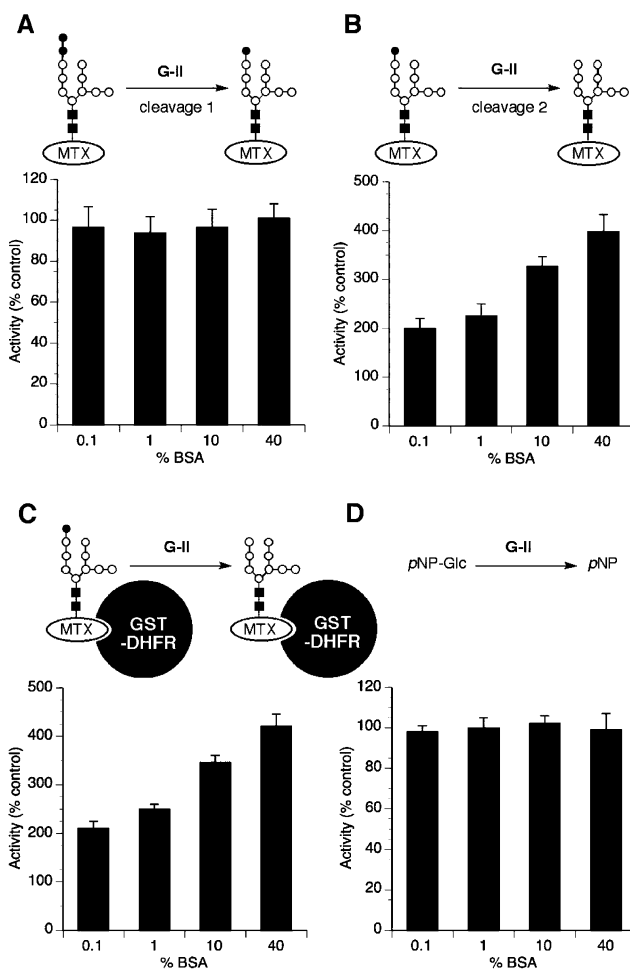 A
G-II
cleavage 1
MTX
MTX
120
100
80
60
40
20
0
Activity (% control)
0.1 1 10 40
% BSA
B
G-II
cleavage 2
MTX
MTX
500
400
300
200
100
0
Activity (% control)
0.1 1 10 40
% BSA
C
G-II
MTX
GST
-DHFR
MTX
GST
-DHFR
500
400
300
200
100
0
Activity (% control)
0.1 1 10 40
% BSA
D
G-II
pNP-Glc
pNP
120
100
80
60
40
20
0
Activity (% control)
0.1 1 10 40
% BSA